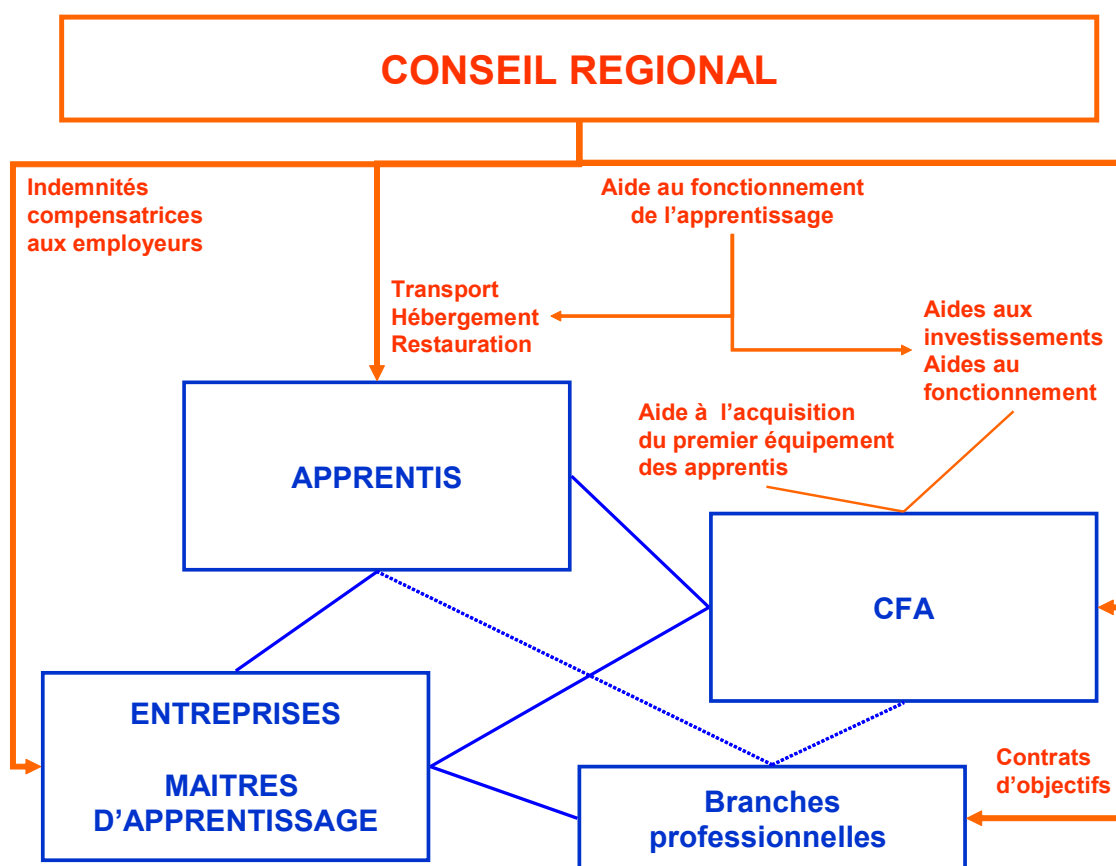 CONSEIL REGIONAL
Indemnités
compensatrices
aux employeurs
Aide au fonctionnement
de l’apprentissage
Transport
Hébergement
Restauration
Aides aux
investissements
Aides au
fonctionnement
Aide à l’acquisition
du premier équipement
des apprentis
APPRENTIS
CFA
ENTREPRISES
MAITRES
D’APPRENTISSAGE
Contrats
d’objectifs
Branches
professionnelles